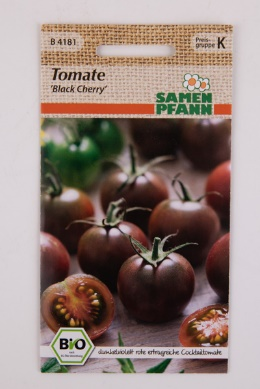 B 4181
Preis-
gruppe K
Tomate
'Black Cherry'
SAMEN
PFANN
BIO
dunkelviolett rote ertragreiche Cocktailtomate